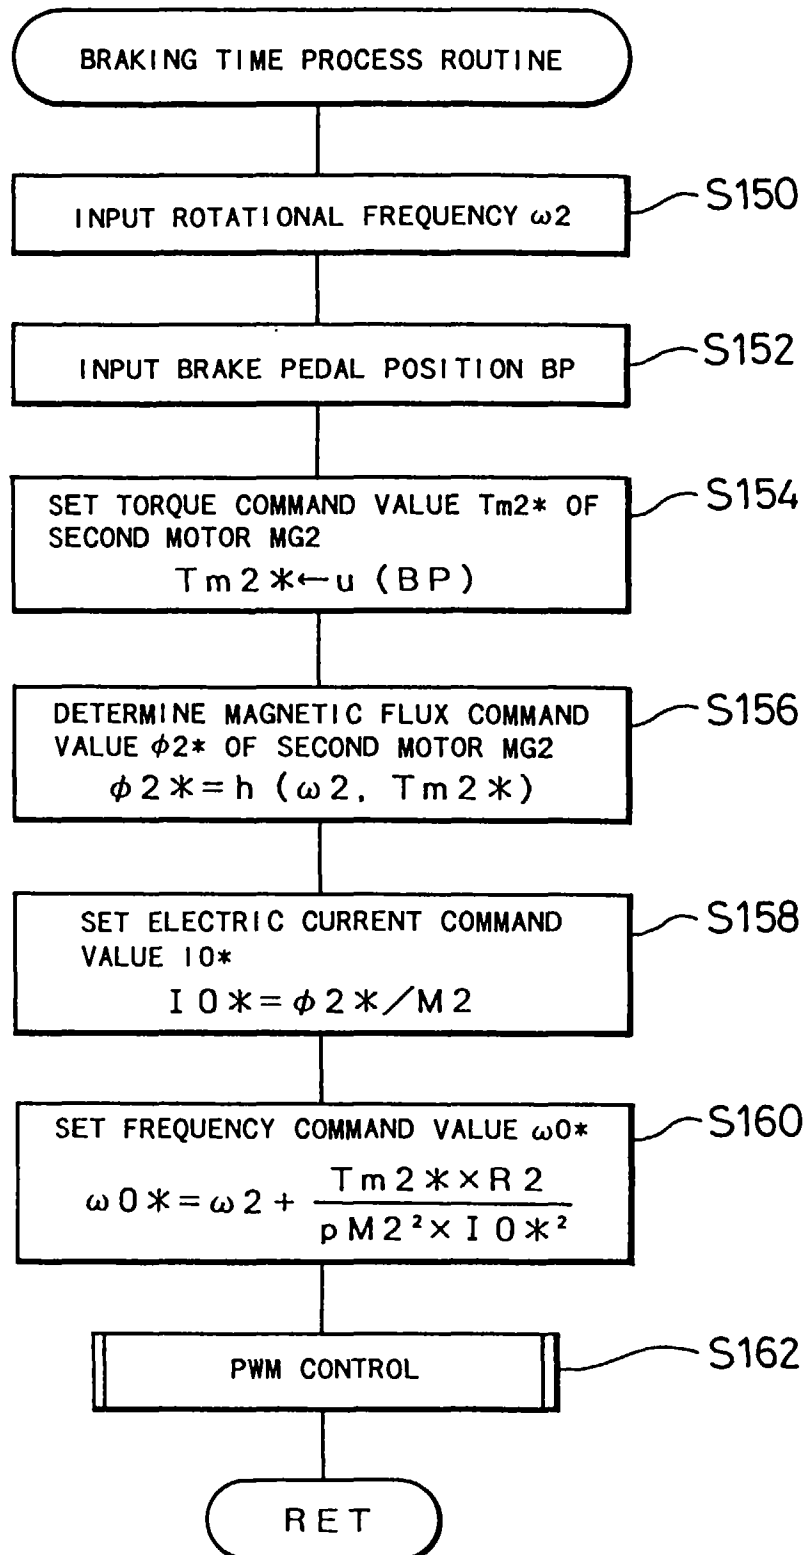 BRAKING TIME PROCESS ROUTINE
INPUT ROTATIONAL FREQUENCY ω2
S150
INPUT BRAKE PEDAL POSITION BP
S152
SET TORQUE COMMAND VALUE Tm2* OF
SECOND MOTOR MG2
Tm2*←u (BP)
S154
DETERMINE MAGNETIC FLUX COMMAND
VALUE ϕ2* OF SECOND MOTOR MG2
ϕ2*=h (ω2, Tm2*)
S156
SET ELECTRIC CURRENT COMMAND
VALUE I0*
I0*=ϕ2*/M2
S158
SET FREQUENCY COMMAND VALUE ω0*
ω0*=ω2+ Tm2*×R2
pM2²×I0*²
S160
PWM CONTROL
S162
RET